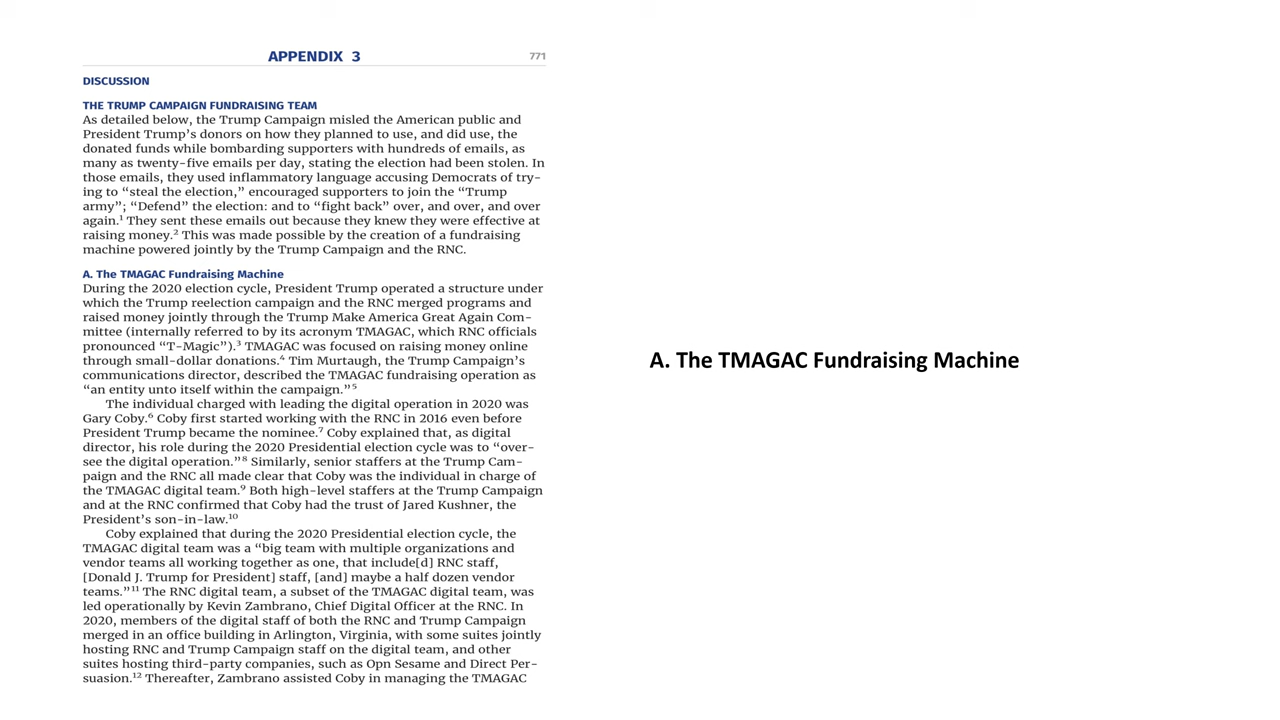 APPENDIX 3
771
DISCUSSION
THE TRUMP CAMPAIGN FUNDRAISING TEAM
As detailed below, the Trump Campaign misled the American public and
President Trump’s donors on how they planned to use, and did use, the
donated funds while bombarding supporters with hundreds of emails, as
many as twenty-five emails per day, stating the election had been stolen. In
those emails, they used inflammatory language accusing Democrats of try-
ing to “steal the election,” encouraged supporters to join the “Trump
army”; “Defend” the election: and to “fight back” over, and over, and over
again.¹ They sent these emails out because they knew they were effective at
raising money.² This was made possible by the creation of a fundraising
machine powered jointly by the Trump Campaign and the RNC.
A. The TMAGAC Fundraising Machine
During the 2020 election cycle, President Trump operated a structure under
which the Trump reelection campaign and the RNC merged programs and
raised money jointly through the Trump Make America Great Again Com-
mittee (internally referred to by its acronym TMAGAC, which RNC officials
pronounced “T-Magic”).³ TMAGAC was focused on raising money online
through small-dollar donations.⁴ Tim Murtaugh, the Trump Campaign’s
communications director, described the TMAGAC fundraising operation as
“an entity unto itself within the campaign.”⁵
The individual charged with leading the digital operation in 2020 was
Gary Coby.⁶ Coby first started working with the RNC in 2016 even before
President Trump became the nominee.⁷ Coby explained that, as digital
director, his role during the 2020 Presidential election cycle was to “over-
see the digital operation.”⁸ Similarly, senior staffers at the Trump Cam-
paign and the RNC all made clear that Coby was the individual in charge of
the TMAGAC digital team.⁹ Both high-level staffers at the Trump Campaign
and at the RNC confirmed that Coby had the trust of Jared Kushner, the
President’s son-in-law.¹⁰
Coby explained that during the 2020 Presidential election cycle, the
TMAGAC digital team was a “big team with multiple organizations and
vendor teams all working together as one, that include[d] RNC staff,
[Donald J. Trump for President] staff, [and] maybe a half dozen vendor
teams.”¹¹ The RNC digital team, a subset of the TMAGAC digital team, was
led operationally by Kevin Zambrano, Chief Digital Officer at the RNC. In
2020, members of the digital staff of both the RNC and Trump Campaign
merged in an office building in Arlington, Virginia, with some suites jointly
hosting RNC and Trump Campaign staff on the digital team, and other
suites hosting third-party companies, such as Opn Sesame and Direct Per-
suasion.¹² Thereafter, Zambrano assisted Coby in managing the TMAGAC
A. The TMAGAC Fundraising Machine